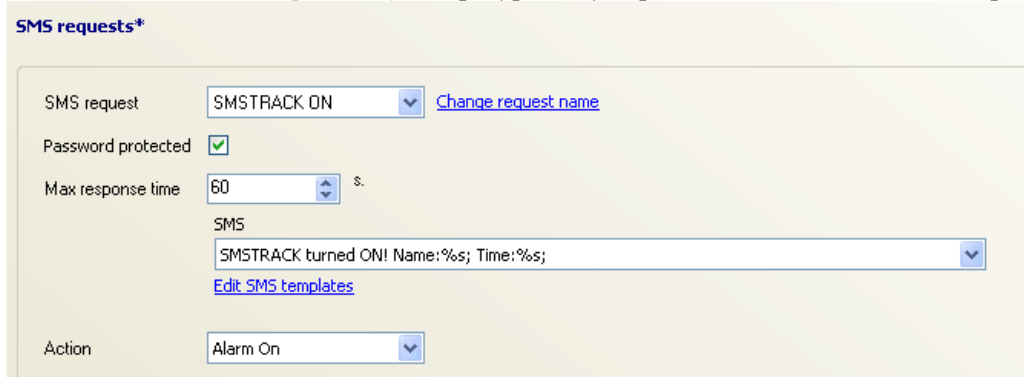 SMS requests*
SMS request SMSTRACK ON Change request name
Password protected
Max response time 60 s.
SMS
SMSTRACK turned ON! Name:%s; Time:%s;
Edit SMS templates
Action Alarm On